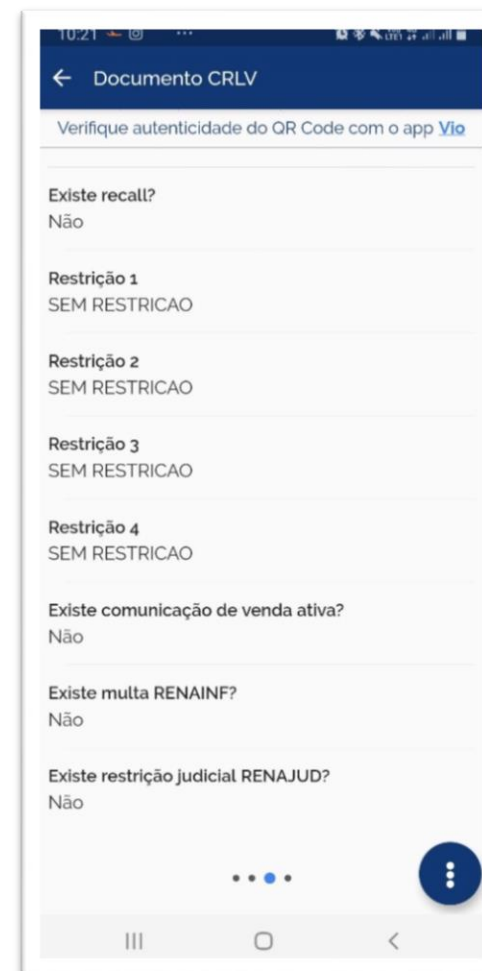 10:21
Documento CRLV
Verifique autenticidade do QR Code com o app Vio
Existe recall?
Não
Restrição 1
SEM RESTRICAO
Restrição 2
SEM RESTRICAO
Restrição 3
SEM RESTRICAO
Restrição 4
SEM RESTRICAO
Existe comunicação de venda ativa?
Não
Existe multa RENAINF?
Não
Existe restrição judicial RENAJUD?
Não